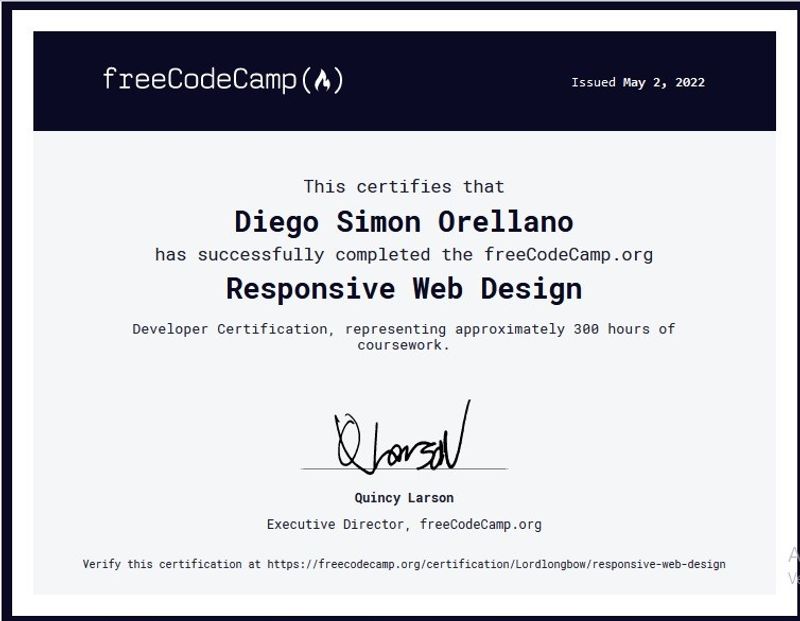 freeCodeCamp(🔥)
Issued May 2, 2022
This certifies that
Diego Simon Orellano
has successfully completed the freeCodeCamp.org
Responsive Web Design
Developer Certification, representing approximately 300 hours of
coursework.
Q Larson
Quincy Larson
Executive Director, freeCodeCamp.org
Verify this certification at https://freecodecamp.org/certification/Lordlongbow/responsive-web-design